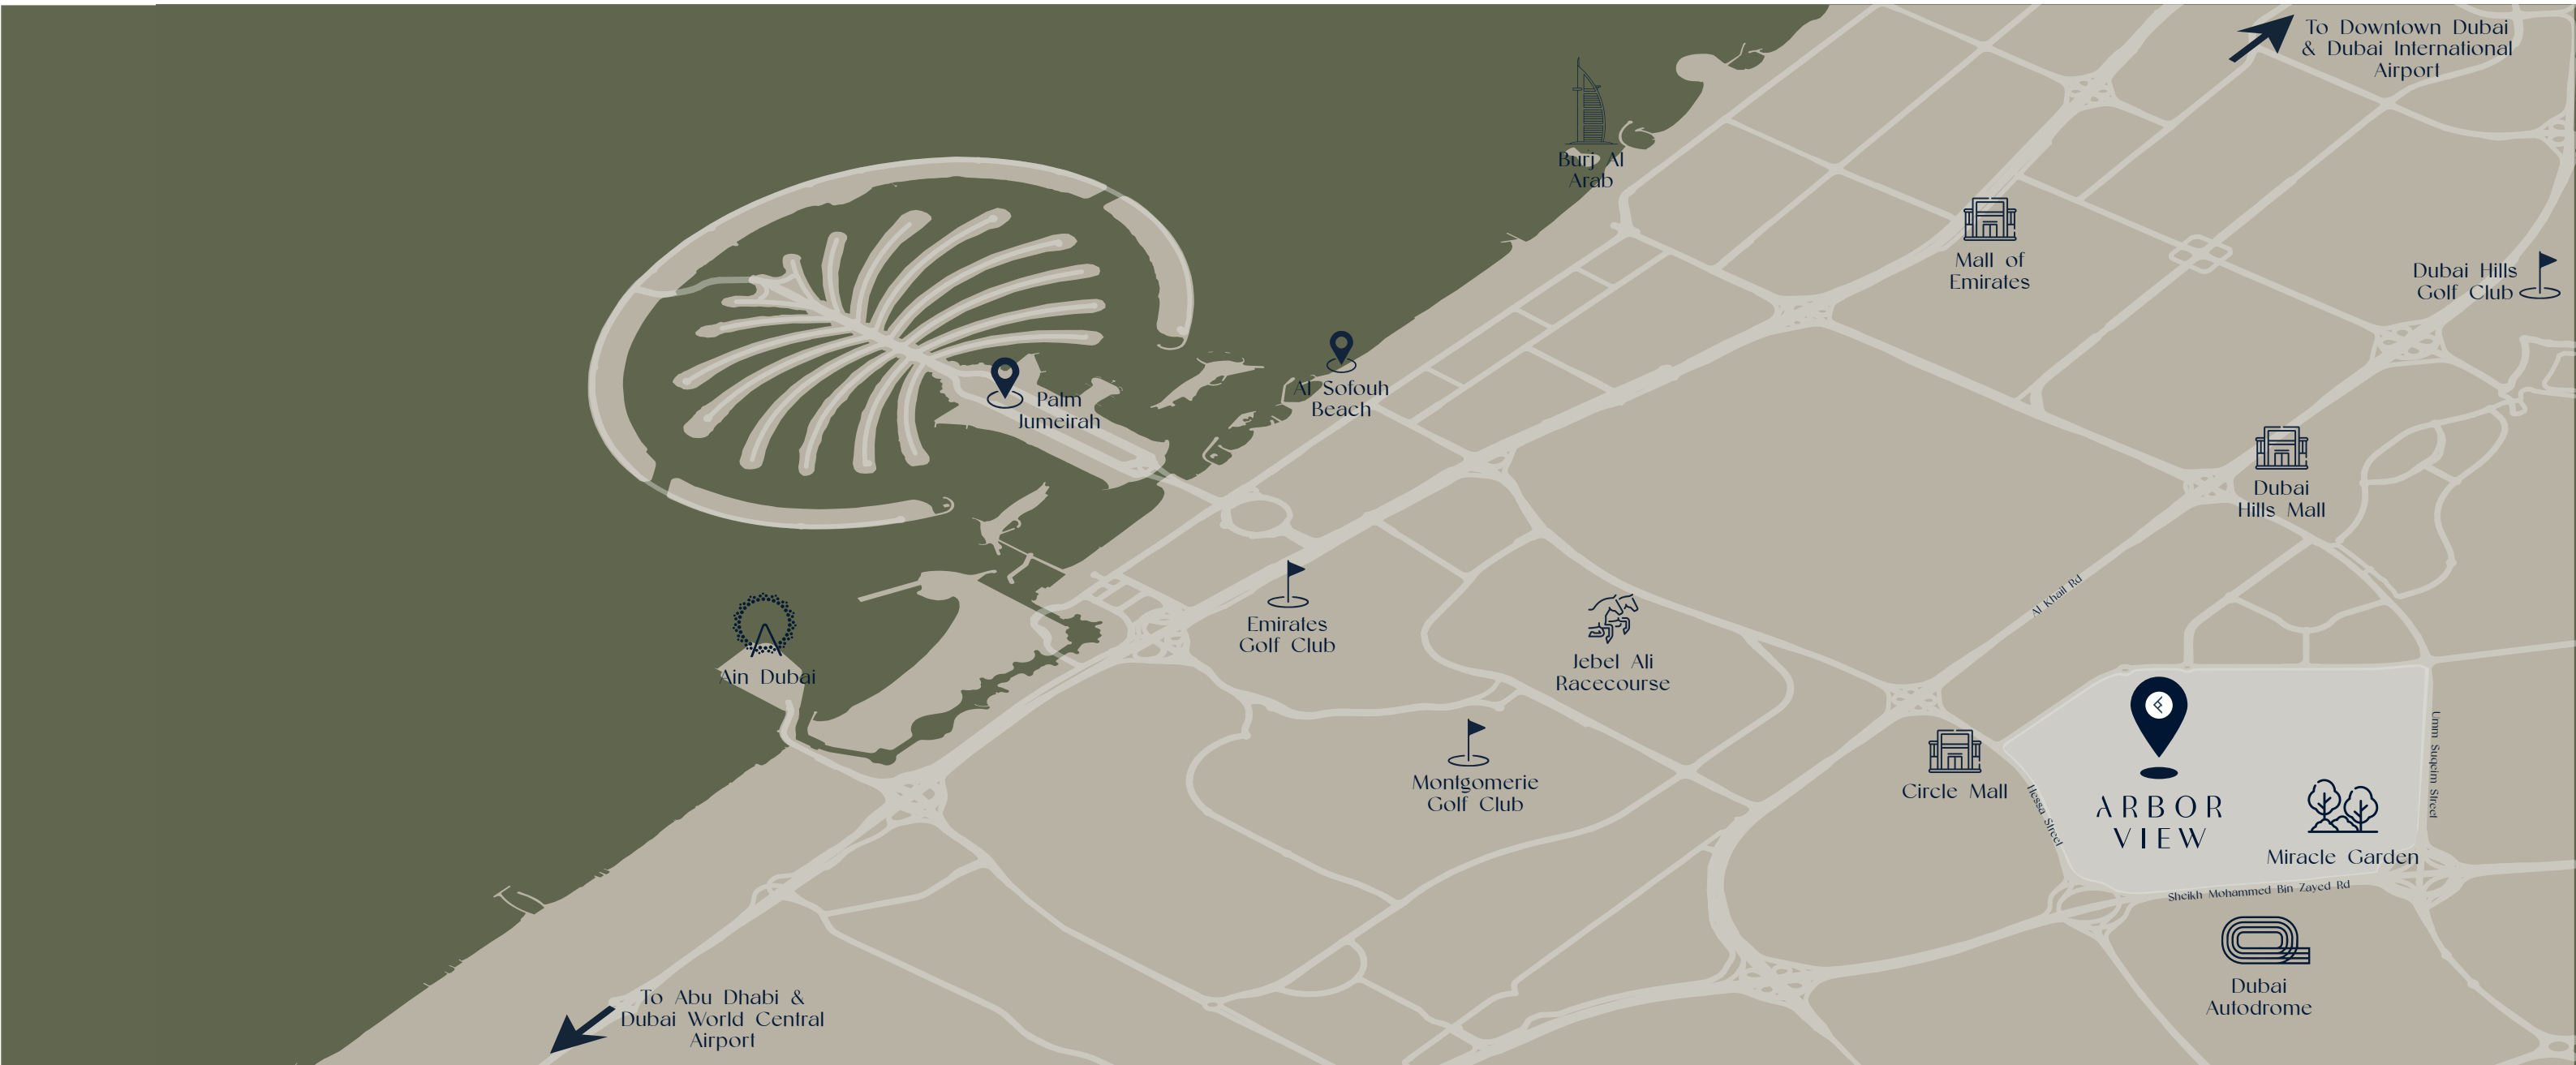 To Downtown Dubai
& Dubai International
Airport
Burj Al
Arab
Mall of
Emirates
Dubai Hills
Golf Club
Palm
Jumeirah
Al Sofouh
Beach
Dubai
Hills Mall
Al Khail Rd
Emirates
Golf Club
Jebel Ali
Racecourse
Ain Dubai
Montgomerie
Golf Club
Circle Mall
Hessa Street
ARBOR
VIEW
Umm Suqeim Street
Miracle Garden
Sheikh Mohammed Bin Zayed Rd
Dubai
Autodrome
To Abu Dhabi &
Dubai World Central
Airport